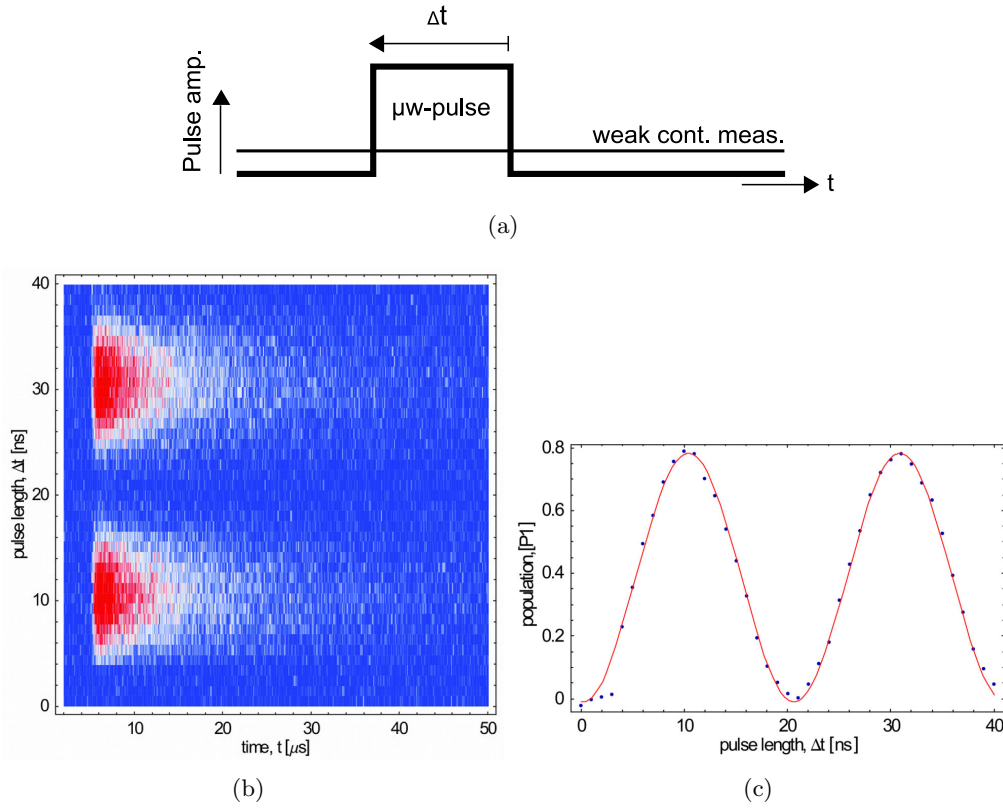 Δt
Pulse amp.
μw-pulse
weak cont. meas.
t
(a)
pulse length, Δt [ns]
40
30
20
10
0
10
20
30
40
50
time, t [μs]
(b)
population,[P1]
0.8
0.6
0.4
0.2
0
0
10
20
30
40
pulse length, Δt [ns]
(c)